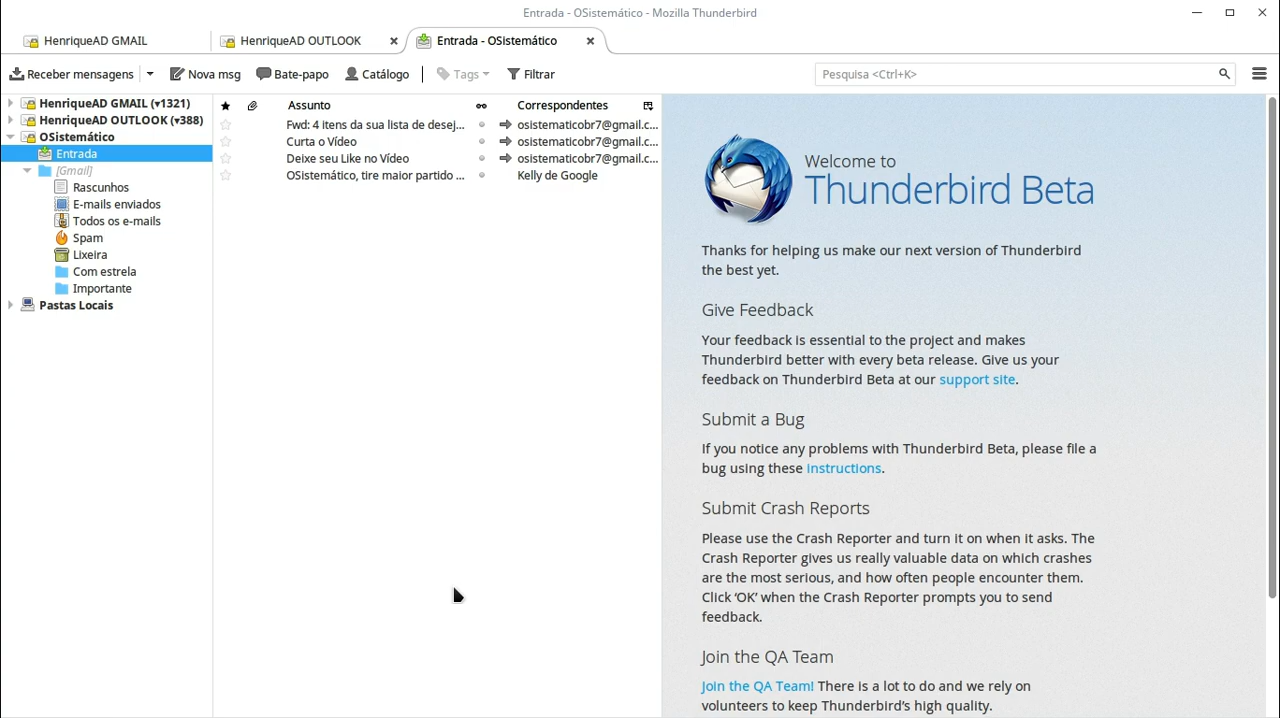 Entrada - OSistemático - Mozilla Thunderbird
HenriqueAD GMAIL
HenriqueAD OUTLOOK
Entrada - OSistemático
Receber mensagens
Nova msg
Bate-papo
Catálogo
Tags
Filtrar
Pesquisa <Ctrl+K>
HenriqueAD GMAIL (▾1321)
HenriqueAD OUTLOOK (▾388)
OSistemático
Entrada
[Gmail]
Rascunhos
E-mails enviados
Todos os e-mails
Spam
Lixeira
Com estrela
Importante
Pastas Locais
Assunto Correspondentes
Fwd: 4 itens da sua lista de desej... osistematicobr7@gmail.c...
Curta o Vídeo osistematicobr7@gmail.c...
Deixe seu Like no Vídeo osistematicobr7@gmail.c...
OSistemático, tire maior partido ... Kelly de Google
Welcome to
Thunderbird Beta
Thanks for helping us make our next version of Thunderbird
the best yet.
Give Feedback
Your feedback is essential to the project and makes
Thunderbird better with every beta release. Give us your
feedback on Thunderbird Beta at our support site.
Submit a Bug
If you notice any problems with Thunderbird Beta, please file a
bug using these instructions.
Submit Crash Reports
Please use the Crash Reporter and turn it on when it asks. The
Crash Reporter gives us really valuable data on which crashes
are the most serious, and how often people encounter them.
Click ‘OK’ when the Crash Reporter prompts you to send
feedback.
Join the QA Team
Join the QA Team! There is a lot to do and we rely on
volunteers to keep Thunderbird’s high quality.